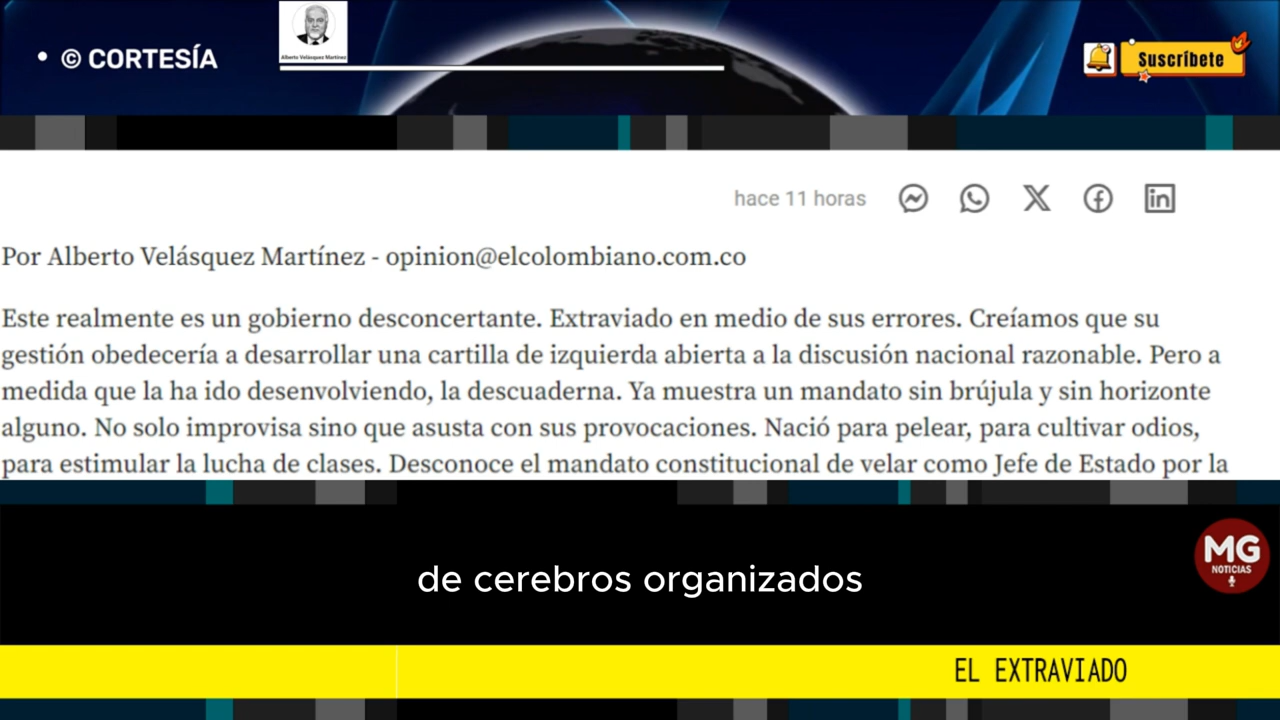 • © CORTESÍA
Alberto Velásquez Martínez
Suscríbete
hace 11 horas
Por Alberto Velásquez Martínez - opinion@elcolombiano.com.co
Este realmente es un gobierno desconcertante. Extraviado en medio de sus errores. Creíamos que su
gestión obedecería a desarrollar una cartilla de izquierda abierta a la discusión nacional razonable. Pero a
medida que la ha ido desenvolviendo, la descuaderna. Ya muestra un mandato sin brújula y sin horizonte
alguno. No solo improvisa sino que asusta con sus provocaciones. Nació para pelear, para cultivar odios,
para estimular la lucha de clases. Desconoce el mandato constitucional de velar como Jefe de Estado por la
MG
NOTICIAS
de cerebros organizados
EL EXTRAVIADO